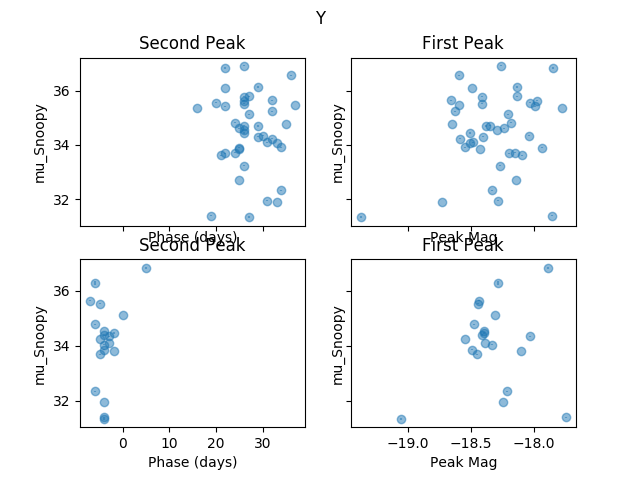 Y
Second Peak
First Peak
mu_Snoopy
36
34
32
mu_Snoopy
Phase (days)
Peak Mag
Second Peak
First Peak
mu_Snoopy
36
34
32
mu_Snoopy
0
10
20
30
−19.0
−18.5
−18.0
Phase (days)
Peak Mag